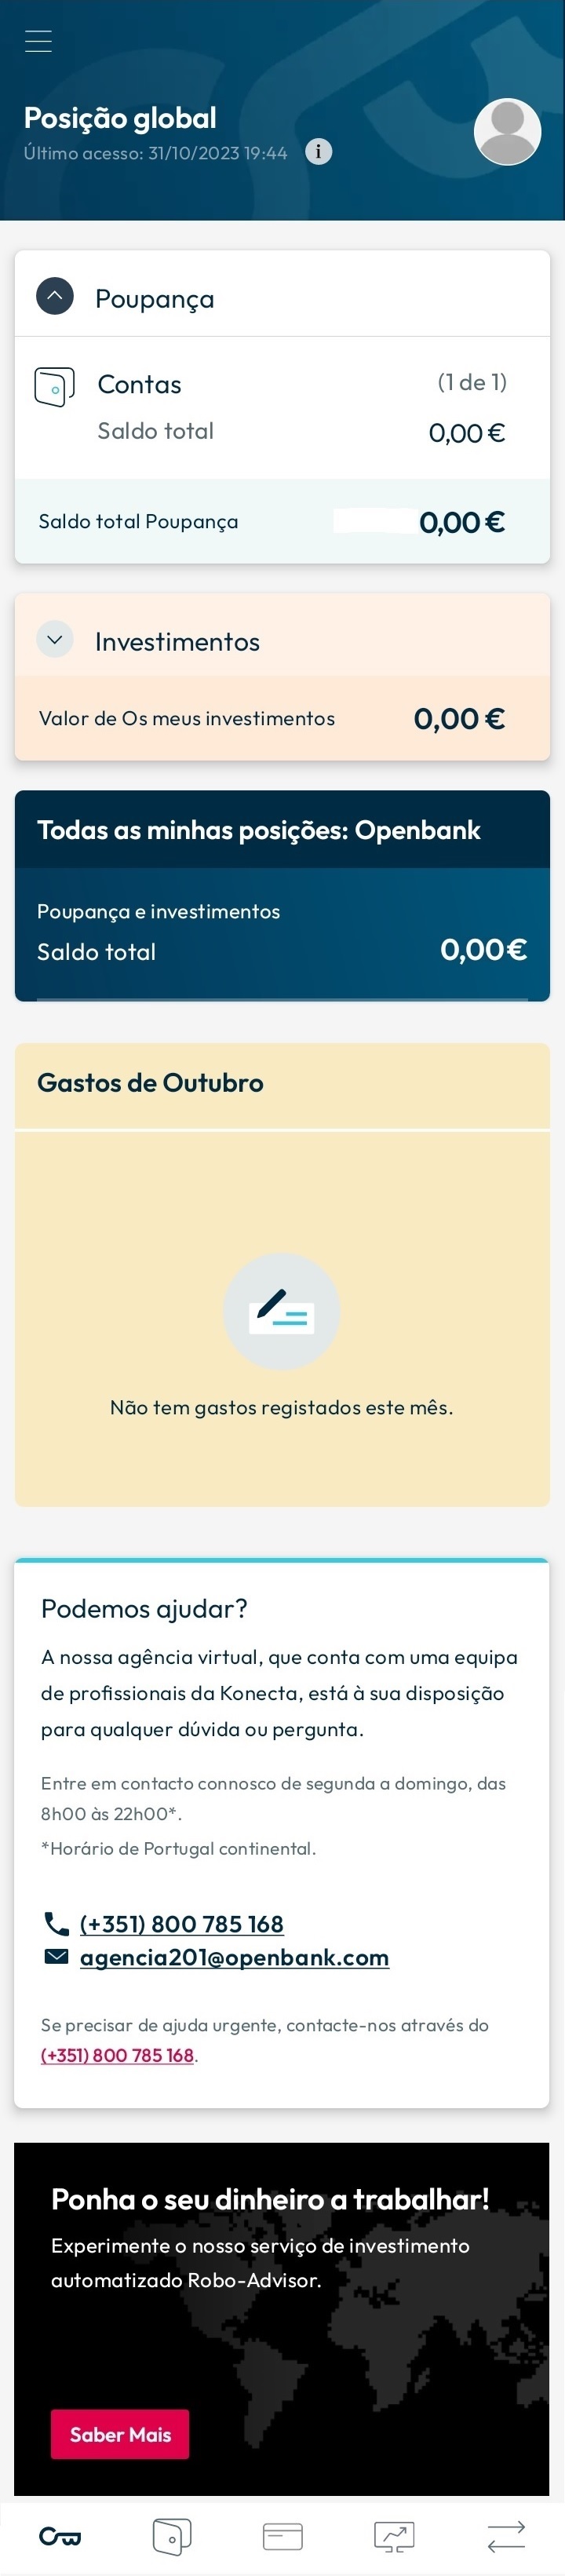 Posição global
Último acesso: 31/10/2023 19:44 i
Poupança
Contas (1 de 1)
Saldo total 0,00 €
Saldo total Poupança 0,00 €
Investimentos
Valor de Os meus investimentos 0,00 €
Todas as minhas posições: Openbank
Poupança e investimentos
Saldo total 0,00 €
Gastos de Outubro
Não tem gastos registados este mês.
Podemos ajudar?
A nossa agência virtual, que conta com uma equipa
de profissionais da Konecta, está à sua disposição
para qualquer dúvida ou pergunta.
Entre em contacto connosco de segunda a domingo, das
8h00 às 22h00*.
*Horário de Portugal continental.
(+351) 800 785 168
agencia201@openbank.com
Se precisar de ajuda urgente, contacte-nos através do
(+351) 800 785 168.
Ponha o seu dinheiro a trabalhar!
Experimente o nosso serviço de investimento
automatizado Robo-Advisor.
Saber Mais